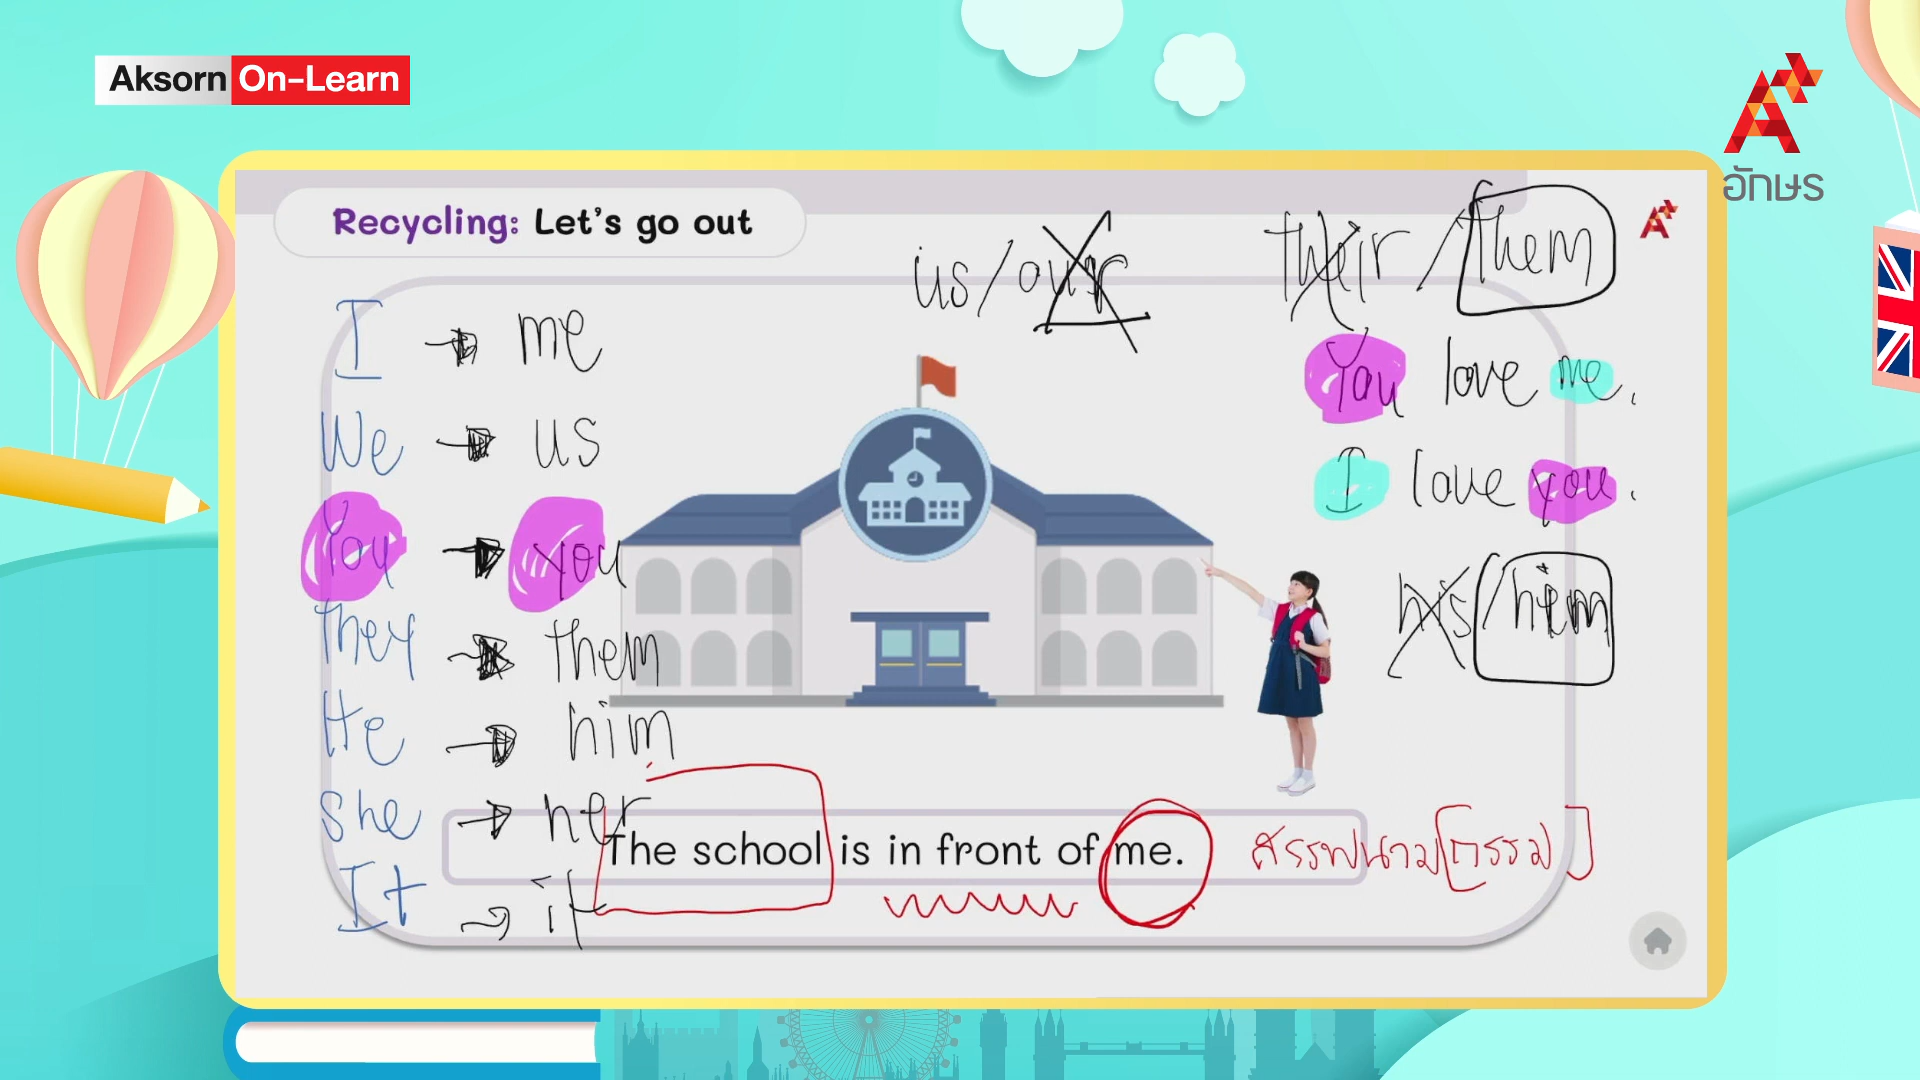 Aksorn On-Learn
อักษร
Recycling: Let's go out
us/our
their/them
I → me
We → us
You → you
They → them
He → him
She → her
It → it
You love me.
I love you.
his/him
The school is in front of me.
สรรพนาม[กรรม]